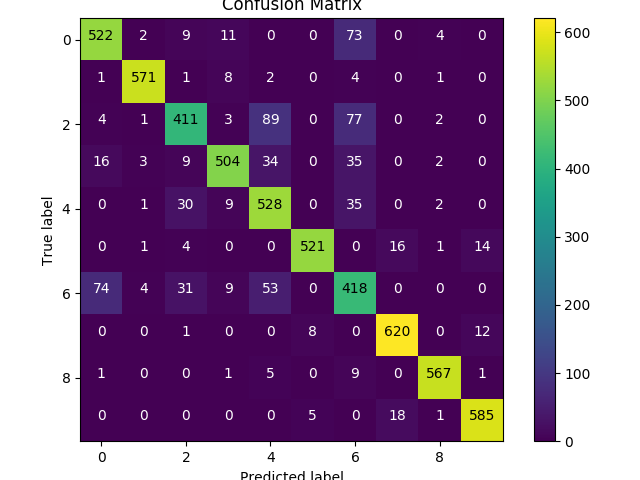 Confusion Matrix
0 522 2 9 11 0 0 73 0 4 0
1 571 1 8 2 0 4 0 1 0
2 4 1 411 3 89 0 77 0 2 0
16 3 9 504 34 0 35 0 2 0
4 0 1 30 9 528 0 35 0 2 0
0 1 4 0 0 521 0 16 1 14
6 74 4 31 9 53 0 418 0 0 0
0 0 1 0 0 8 0 620 0 12
8 1 0 0 1 5 0 9 0 567 1
0 0 0 0 0 5 0 18 1 585
0 2 4 6 8
Predicted label
True label
600
500
400
300
200
100
0